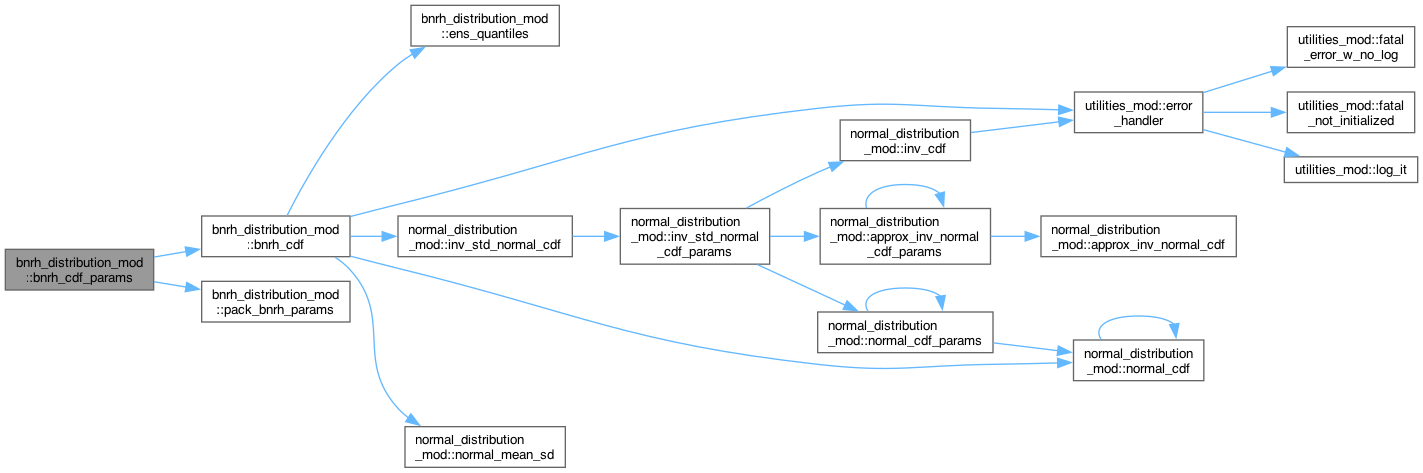 bnrh_distribution_mod
::bnrh_cdf_params
bnrh_distribution_mod
::bnrh_cdf
bnrh_distribution_mod
::pack_bnrh_params
bnrh_distribution_mod
::ens_quantiles
normal_distribution
_mod::inv_std_normal_cdf
normal_distribution
_mod::normal_mean_sd
normal_distribution
_mod::inv_std_normal
_cdf_params
normal_distribution
_mod::inv_cdf
normal_distribution
_mod::approx_inv_normal
_cdf_params
normal_distribution
_mod::normal_cdf_params
utilities_mod::error
_handler
normal_distribution
_mod::approx_inv_normal_cdf
normal_distribution
_mod::normal_cdf
utilities_mod::fatal
_error_w_no_log
utilities_mod::fatal
_not_initialized
utilities_mod::log_it